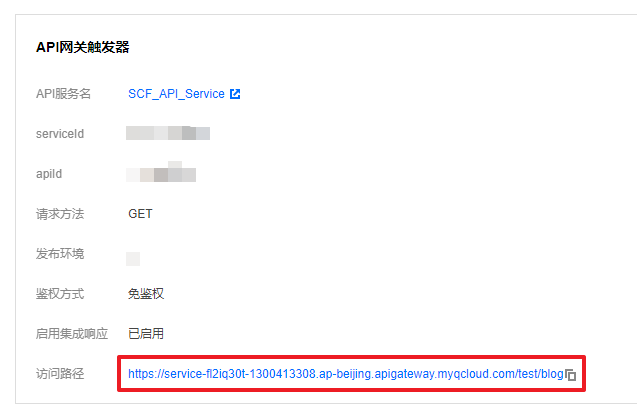 API网关触发器
API服务名 SCF_API_Service
serviceId
apiId
请求方法 GET
发布环境
鉴权方式 免鉴权
启用集成响应 已启用
访问路径 https://service-fl2iq30t-1300413308.ap-beijing.apigateway.myqcloud.com/test/blog